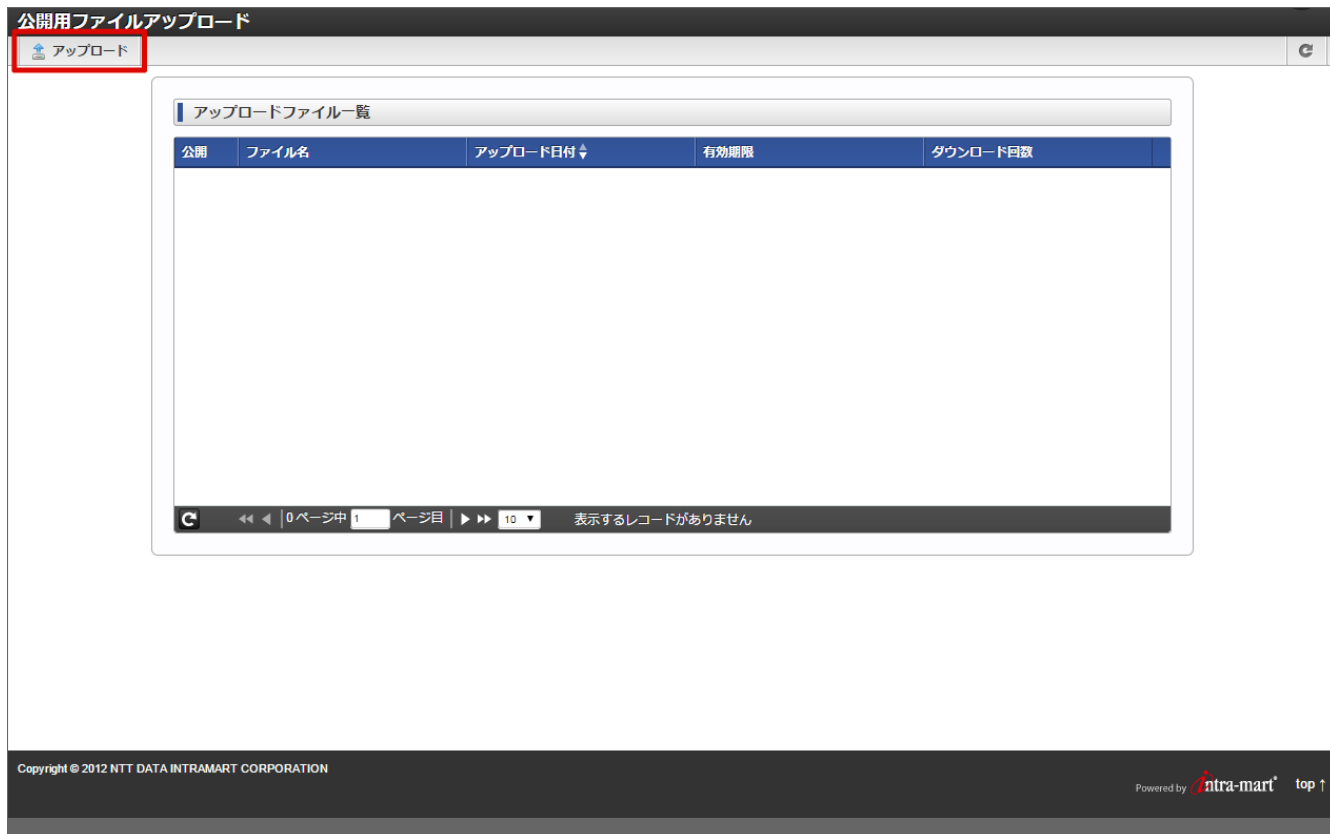 公開用ファイルアップロード
アップロード
アップロードファイル一覧
公開 ファイル名 アップロード日付 有効期限 ダウンロード回数
0 ページ中 1 ページ目 10 表示するレコードがありません
Copyright © 2012 NTT DATA INTRAMART CORPORATION
Powered by intra-mart® top ↑